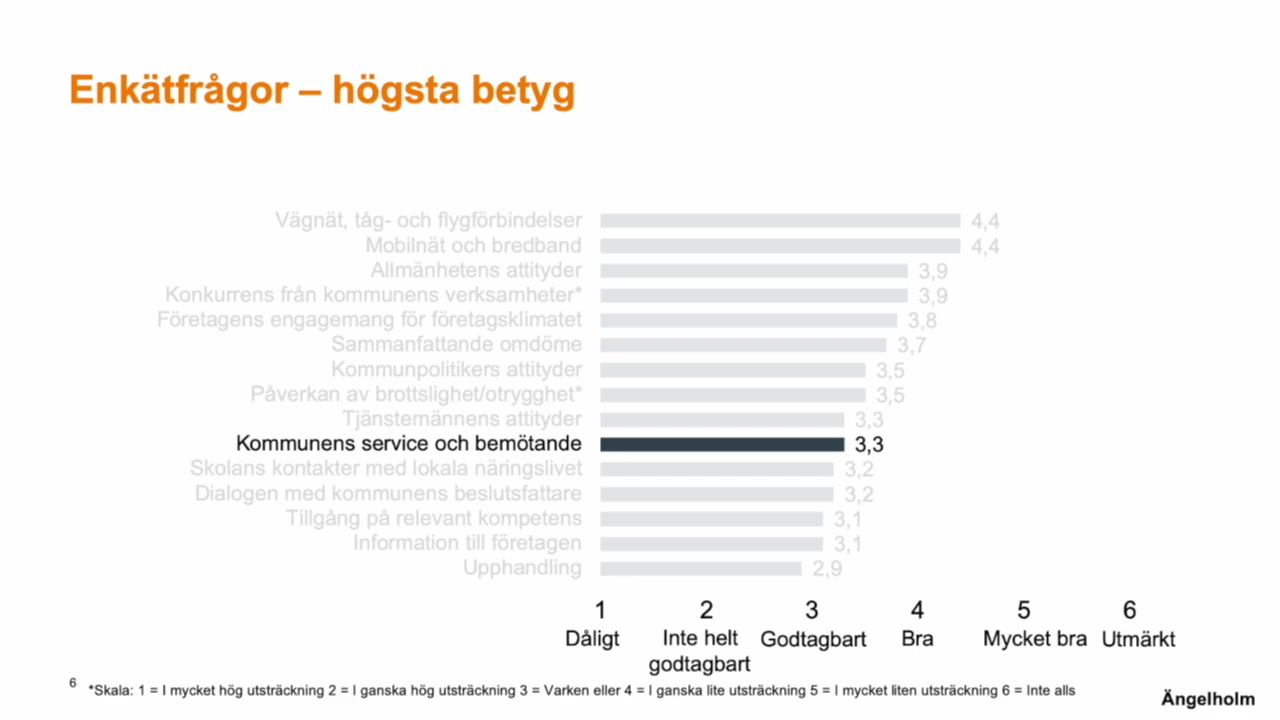 Enkätfrågor – högsta betyg
Vägnät, tåg- och flygförbindelser 4,4
Mobilnät och bredband 4,4
Allmänhetens attityder 3,9
Konkurrens från kommunens verksamheter* 3,9
Företagens engagemang för företagsklimatet 3,8
Sammanfattande omdöme 3,7
Kommunpolitikers attityder 3,5
Påverkan av brottslighet/otrygghet* 3,5
Tjänstemännens attityder 3,3
Kommunens service och bemötande 3,3
Skolans kontakter med lokala näringslivet 3,2
Dialogen med kommunens beslutsfattare 3,2
Tillgång på relevant kompetens 3,1
Information till företagen 3,1
Upphandling 2,9
1 2 3 4 5 6
Dåligt Inte helt Godtagbart Bra Mycket bra Utmärkt
godtagbart
6 *Skala: 1 = I mycket hög utsträckning 2 = I ganska hög utsträckning 3 = Varken eller 4 = I ganska lite utsträckning 5 = I mycket liten utsträckning 6 = Inte alls
Ängelholm